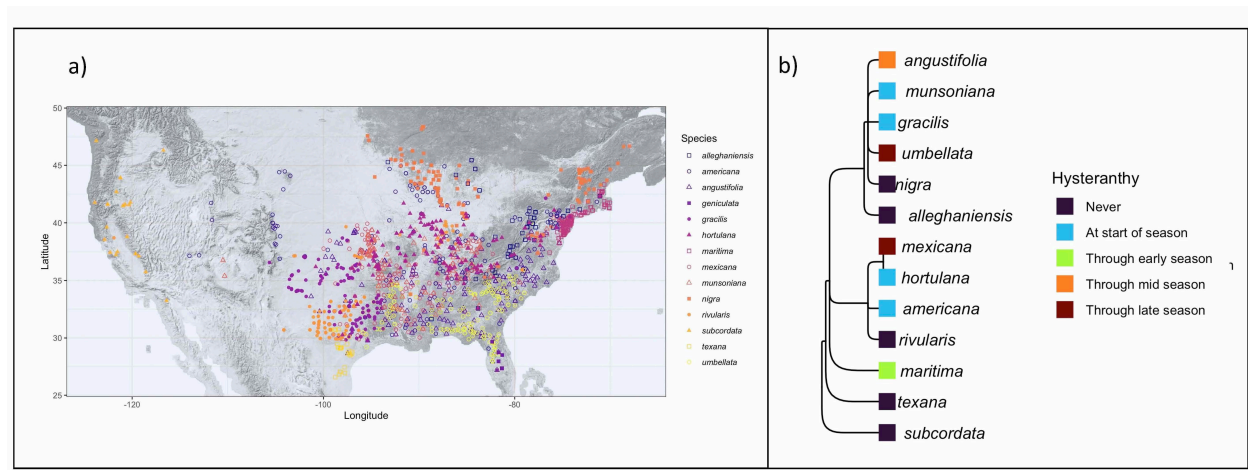 a)
50
45
40
35
30
25
Latitude
-120
-100
-80
Longitude
Species
alleghaniensis
americana
angustifolia
geniculata
gracilis
hortulana
maritima
mexicana
munsoniana
nigra
rivularis
subcordata
texana
umbellata
b)
angustifolia
munsoniana
gracilis
umbellata
nigra
alleghaniensis
mexicana
hortulana
americana
rivularis
maritima
texana
subcordata
Hysteranthy
Never
At start of season
Through early season
Through mid season
Through late season